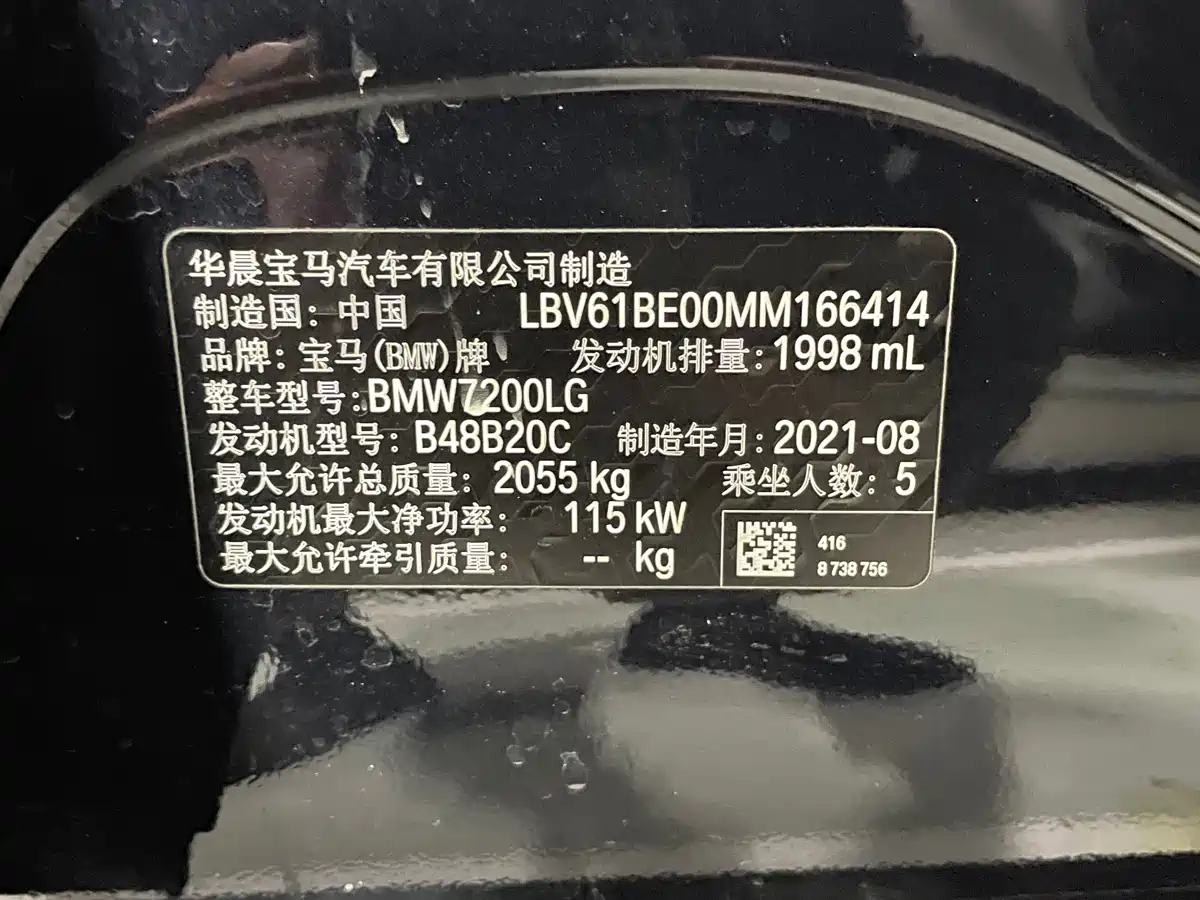 华晨宝马汽车有限公司制造
制造国：中国 LBV61BE00MM166414
品牌：宝马(BMW)牌 发动机排量：1998 mL
整车型号：BMW7200LG
发动机型号：B48B20C 制造年月：2021-08
最大允许总质量：2055 kg 乘坐人数：5
发动机最大净功率： 115 kW
最大允许牵引质量： -- kg
416
8 738 756